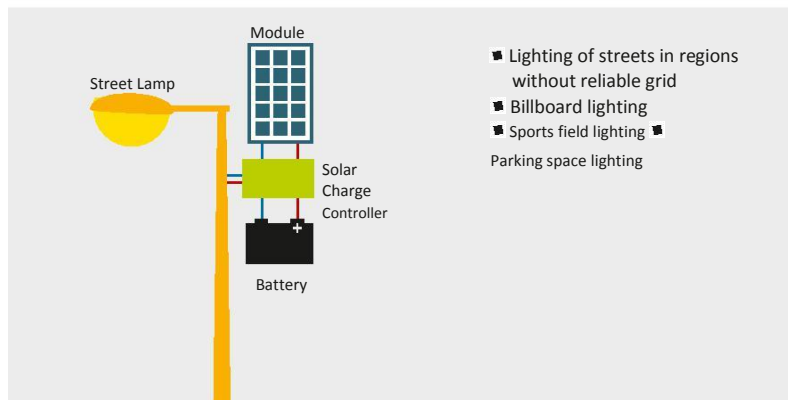 Module
Street Lamp
Solar
Charge
Controller
+
Battery
▪ Lighting of streets in regions
without reliable grid
▪ Billboard lighting
▪ Sports field lighting ▪
Parking space lighting